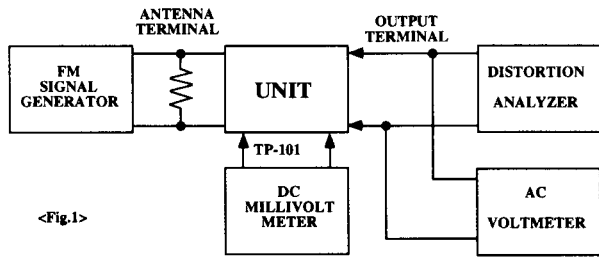 ANTENNA
TERMINAL
OUTPUT
TERMINAL
FM
SIGNAL
GENERATOR
UNIT
DISTORTION
ANALYZER
TP-101
DC
MILLIVOLT
METER
AC
VOLTMETER
<Fig.1>